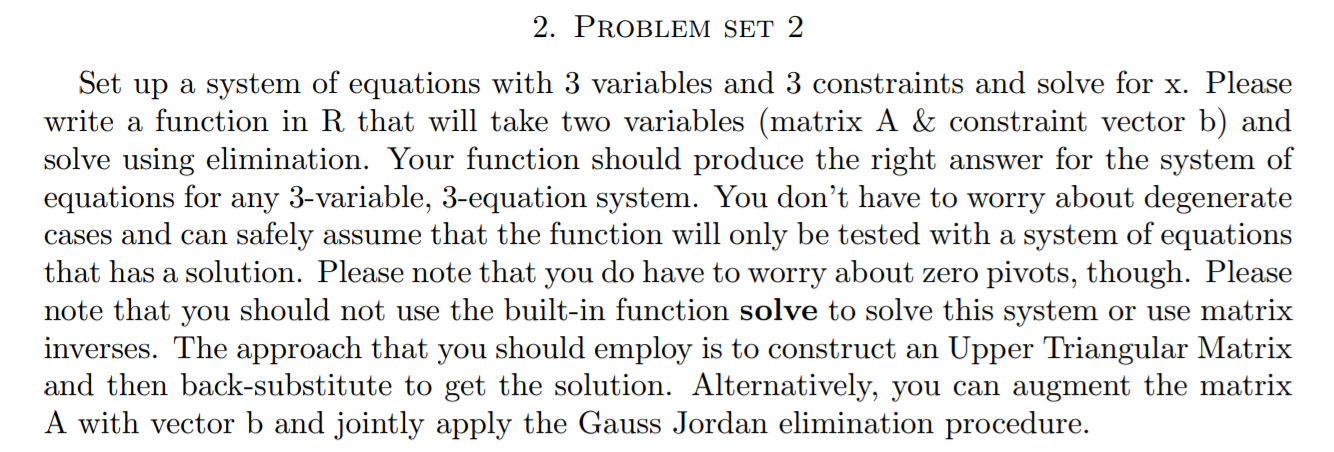 2. Problem set 2
Set up a system of equations with 3 variables and 3 constraints and solve for x. Please
write a function in R that will take two variables (matrix A & constraint vector b) and
solve using elimination. Your function should produce the right answer for the system of
equations for any 3-variable, 3-equation system. You don't have to worry about degenerate
cases and can safely assume that the function will only be tested with a system of equations
that has a solution. Please note that you do have to worry about zero pivots, though. Please
note that you should not use the built-in function solve to solve this system or use matrix
inverses. The approach that you should employ is to construct an Upper Triangular Matrix
and then back-substitute to get the solution. Alternatively, you can augment the matrix
A with vector b and jointly apply the Gauss Jordan elimination procedure.